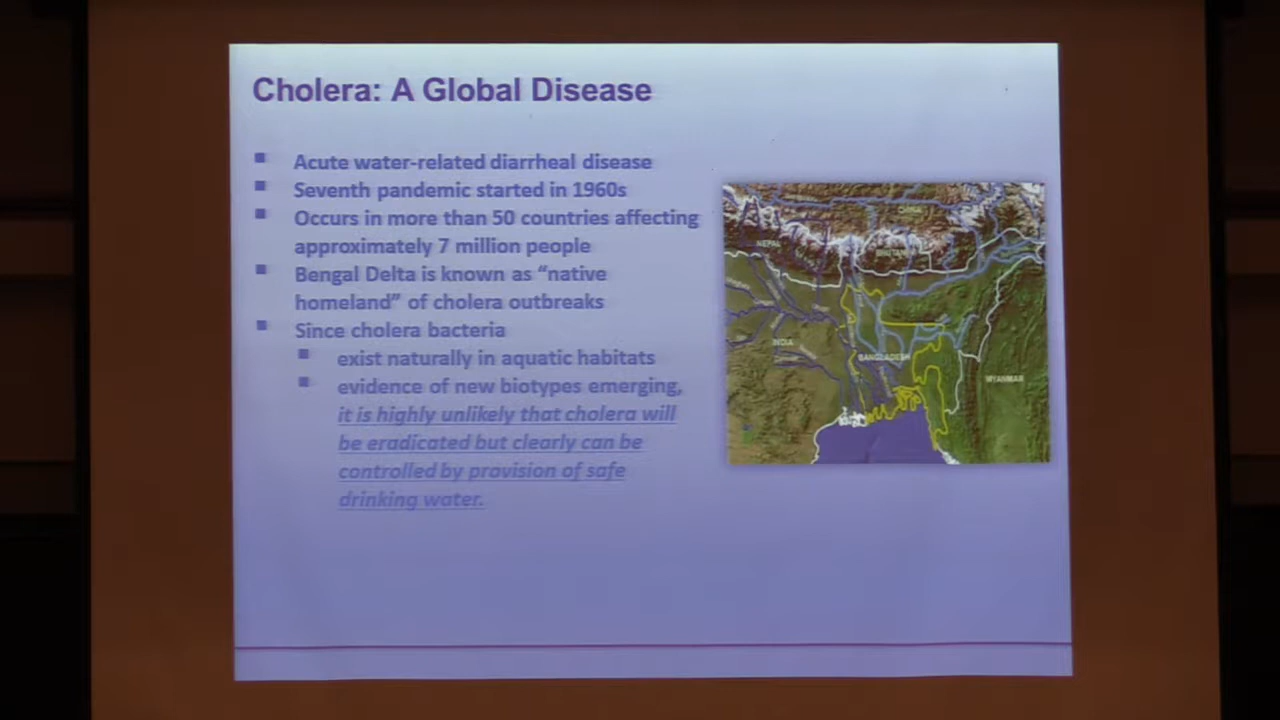 Cholera: A Global Disease
Acute water-related diarrheal disease
Seventh pandemic started in 1960s
Occurs in more than 50 countries affecting
approximately 7 million people
Bengal Delta is known as “native
homeland” of cholera outbreaks
Since cholera bacteria
exist naturally in aquatic habitats
evidence of new biotypes emerging,
it is highly unlikely that cholera will
be eradicated but clearly can be
controlled by provision of safe
drinking water.
NEPAL
BHUTAN
INDIA
BANGLADESH
MYANMAR